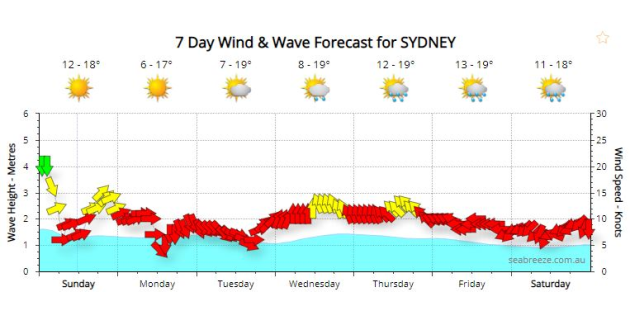 7 Day Wind & Wave Forecast for SYDNEY
12 - 18° 6 - 17° 7 - 19° 8 - 19° 12 - 19° 13 - 19° 11 - 18°
Wave Height - Metres
6
5
4
3
2
1
0
30
25
20
15
10
5
0
Wind Speed - Knots
seabreeze.com.au
Sunday Monday Tuesday Wednesday Thursday Friday Saturday